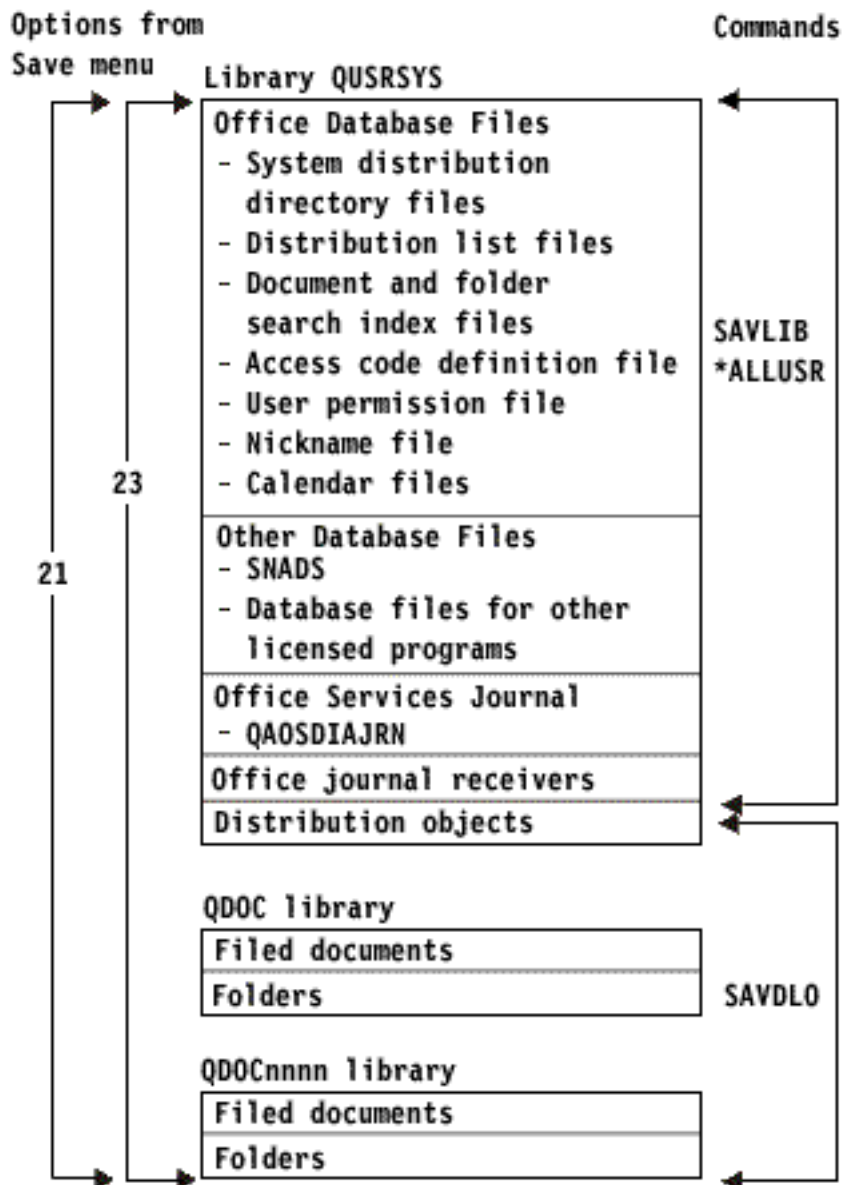 Options from
Save menu
Commands
Library QUSRSYS
Office Database Files
- System distribution
directory files
- Distribution list files
- Document and folder
search index files
- Access code definition file
- User permission file
- Nickname file
- Calendar files
SAVLIB
*ALLUSR
23
21
Other Database Files
- SNADS
- Database files for other
licensed programs
Office Services Journal
- QAOSDIAJRN
Office journal receivers
Distribution objects
QDOC library
Filed documents
Folders
SAVDLO
QDOCnnnn library
Filed documents
Folders